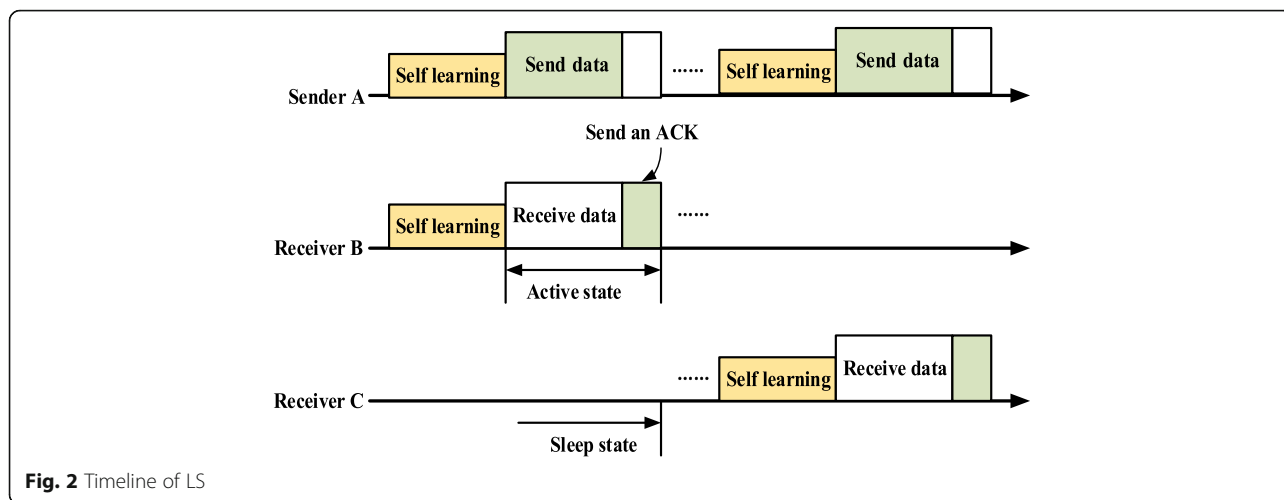 Self learning
Send data
......
Self learning
Send data
Sender A
Send an ACK
Self learning
Receive data
......
Receiver B
Active state
......
Self learning
Receive data
Receiver C
Sleep state
Fig. 2 Timeline of LS